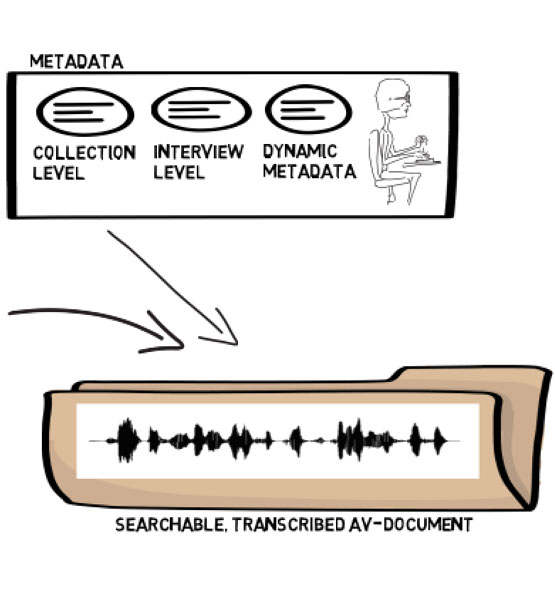 METADATA
COLLECTION LEVEL
INTERVIEW LEVEL
DYNAMIC METADATA
SEARCHABLE, TRANSCRIBED AV-DOCUMENT